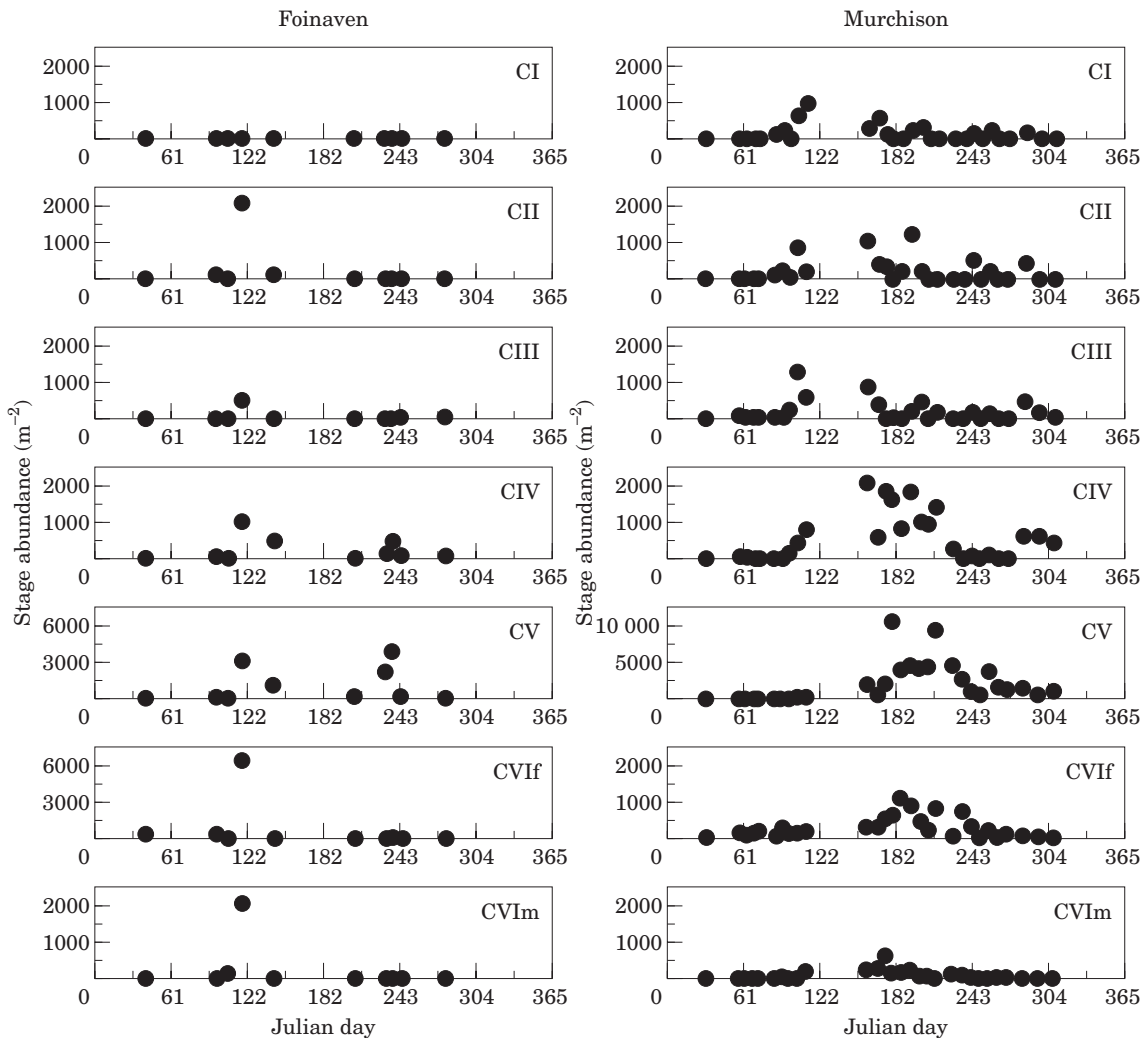 Foinaven Murchison
2000 CI 2000 CI
1000 1000
0 61 122 182 243 304 365 0 61 122 182 243 304 365
2000 CII 2000 CII
1000 1000
0 61 122 182 243 304 365 0 61 122 182 243 304 365
2000 CIII 2000 CIII
1000 1000
0 61 122 182 243 304 365 0 61 122 182 243 304 365
Stage abundance (m⁻²) Stage abundance (m⁻²)
2000 CIV 2000 CIV
1000 1000
0 61 122 182 243 304 365 0 61 122 182 243 304 365
6000 CV 10 000 CV
3000 5000
0 61 122 182 243 304 365 0 61 122 182 243 304 365
6000 CVIf 2000 CVIf
3000 1000
0 61 122 182 243 304 365 0 61 122 182 243 304 365
2000 CVIm 2000 CVIm
1000 1000
0 61 122 182 243 304 365 0 61 122 182 243 304 365
Julian day Julian day